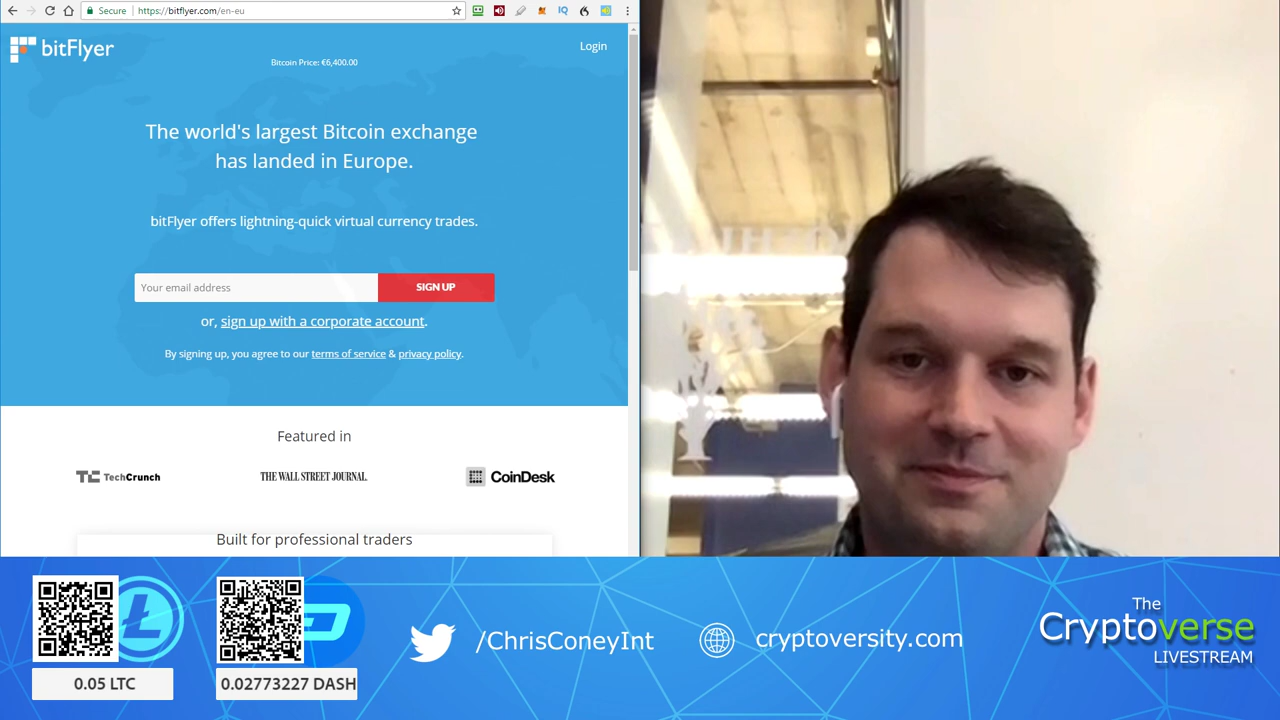 Secure
https://bitflyer.com/en-eu
IQ
bitFlyer
Login
Bitcoin Price: €6,400.00
The world's largest Bitcoin exchange
has landed in Europe.
bitFlyer offers lightning-quick virtual currency trades.
Your email address
SIGN UP
or, sign up with a corporate account.
By signing up, you agree to our terms of service & privacy policy.
Featured in
TC TechCrunch
THE WALL STREET JOURNAL.
CoinDesk
Built for professional traders
0.05 LTC
0.02773227 DASH
/ChrisConeyInt
cryptoversity.com
The
Cryptoverse
LIVESTREAM